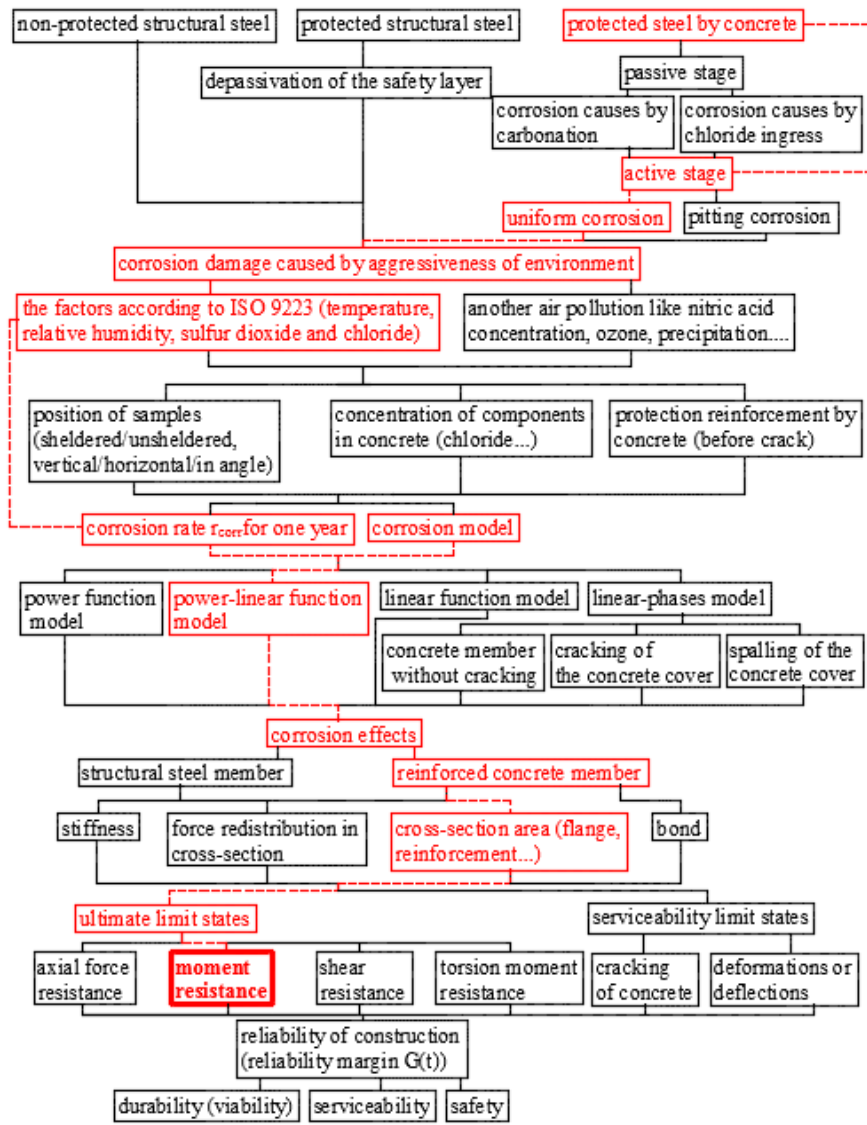 non-protected structural steel
protected structural steel
protected steel by concrete
depassivation of the safety layer
passive stage
corrosion causes by
carbonation
corrosion causes by
chloride ingress
active stage
uniform corrosion
pitting corrosion
corrosion damage caused by aggressiveness of environment
the factors according to ISO 9223 (temperature,
relative humidity, sulfur dioxide and chloride)
another air pollution like nitric acid
concentration, ozone, precipitation....
position of samples
(sheldered/unsheldered,
vertical/horizontal/in angle)
concentration of components
in concrete (chloride...)
protection reinforcement by
concrete (before crack)
corrosion rate rcorr for one year
corrosion model
power function
model
power-linear function
model
linear function model
linear-phases model
concrete member
without cracking
cracking of
the concrete cover
spalling of the
concrete cover
corrosion effects
structural steel member
reinforced concrete member
stiffness
force redistribution in
cross-section
cross-section area (flange,
reinforcement...)
bond
ultimate limit states
serviceability limit states
axial force
resistance
moment
resistance
shear
resistance
torsion moment
resistance
cracking
of concrete
deformations or
deflections
reliability of construction
(reliability margin G(t))
durability (viability)
serviceability
safety